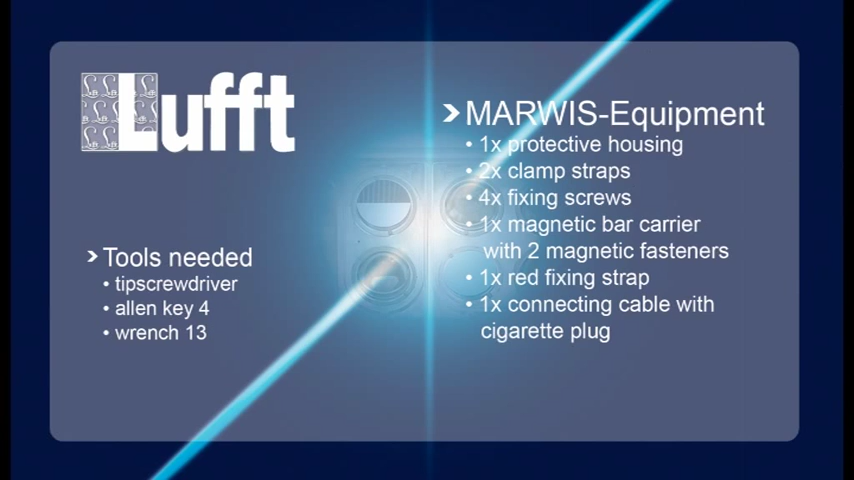 Lufft
> MARWIS-Equipment
• 1x protective housing
• 2x clamp straps
• 4x fixing screws
• 1x magnetic bar carrier
with 2 magnetic fasteners
• 1x red fixing strap
• 1x connecting cable with
cigarette plug
> Tools needed
• tipscrewdriver
• allen key 4
• wrench 13